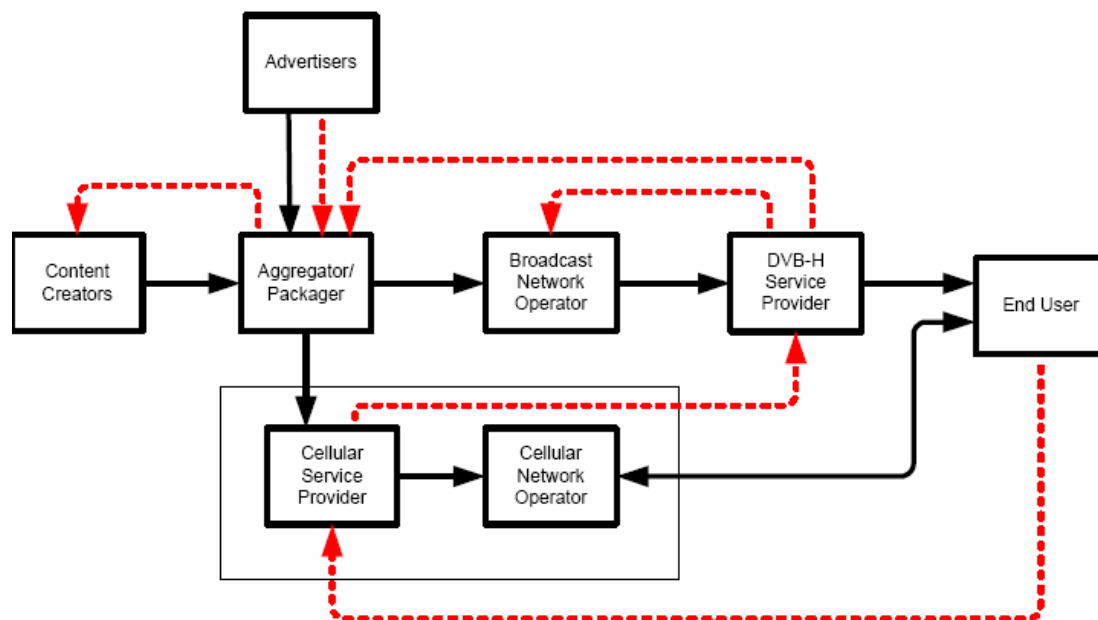 Advertisers
Content
Creators
Aggregator/
Packager
Broadcast
Network
Operator
DVB-H
Service
Provider
End User
Cellular
Service
Provider
Cellular
Network
Operator